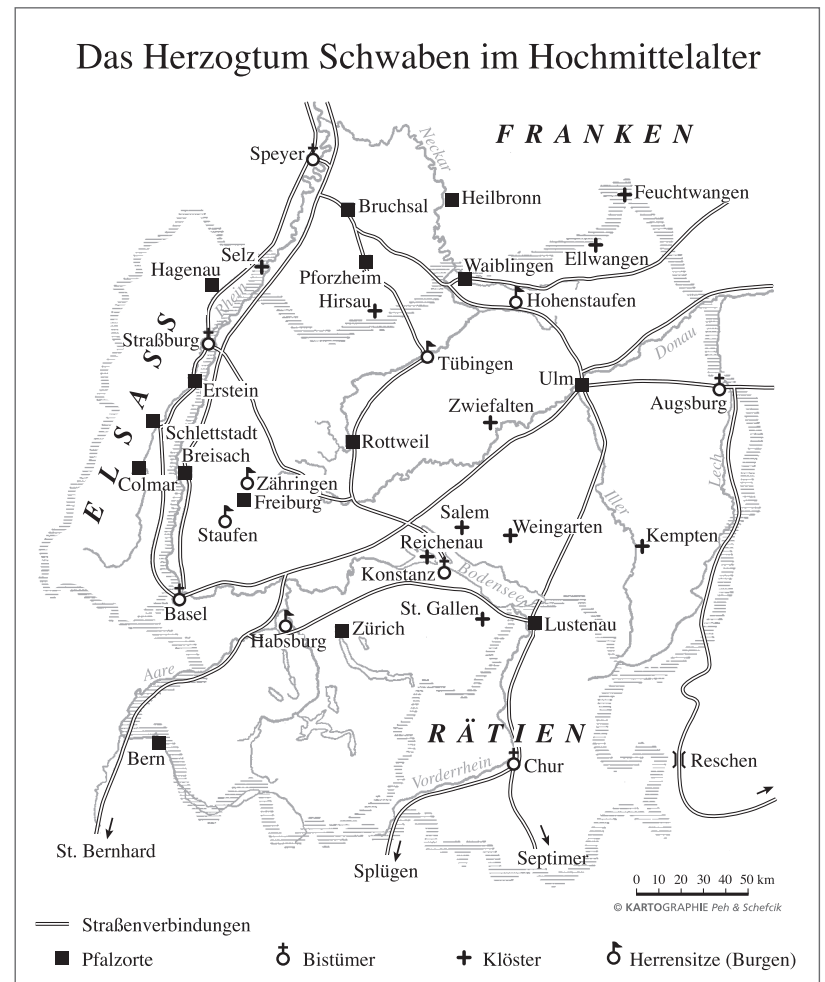 Das Herzogtum Schwaben im Hochmittelalter
FRANKEN
Neckar
Speyer
Bruchsal
Heilbronn
Feuchtwangen
Selz
Hagenau
Pforzheim
Waiblingen
Ellwangen
Hirsau
Hohenstaufen
Rhein
Straßburg
Tübingen
Donau
Ulm
Augsburg
Erstein
ELSASS
Zwiefalten
Schlettstadt
Rottweil
Breisach
Colmar
Zähringen
Freiburg
Lech
Iller
Staufen
Salem
Weingarten
Kempten
Reichenau
Konstanz
Bodensee
Basel
St. Gallen
Lustenau
Habsburg
Zürich
Aare
RÄTIEN
Bern
Chur
Reschen
Vorderrhein
St. Bernhard
Splügen
Septimer
0 10 20 30 40 50 km
© KARTOGRAPHIE Peh & Schefcik
Straßenverbindungen
Pfalzorte
Bistümer
Klöster
Herrensitze (Burgen)